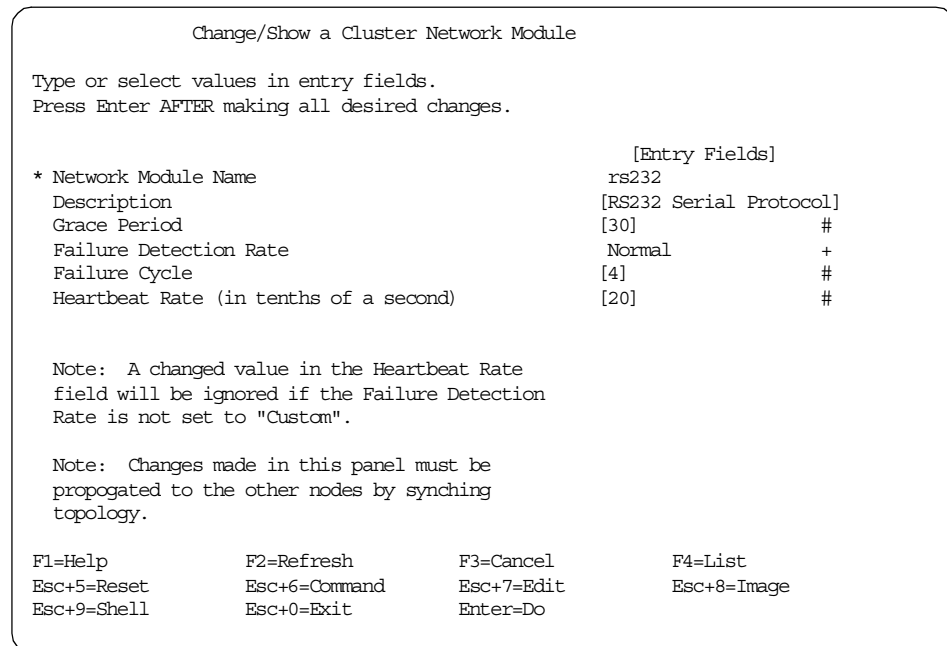 Change/Show a Cluster Network Module
Type or select values in entry fields.
Press Enter AFTER making all desired changes.
[Entry Fields]
* Network Module Name rs232
Description [RS232 Serial Protocol]
Grace Period [30] #
Failure Detection Rate Normal +
Failure Cycle [4] #
Heartbeat Rate (in tenths of a second) [20] #
Note: A changed value in the Heartbeat Rate
field will be ignored if the Failure Detection
Rate is not set to "Custom".
Note: Changes made in this panel must be
propogated to the other nodes by synching
topology.
F1=Help F2=Refresh F3=Cancel F4=List
Esc+5=Reset Esc+6=Command Esc+7=Edit Esc+8=Image
Esc+9=Shell Esc+0=Exit Enter=Do